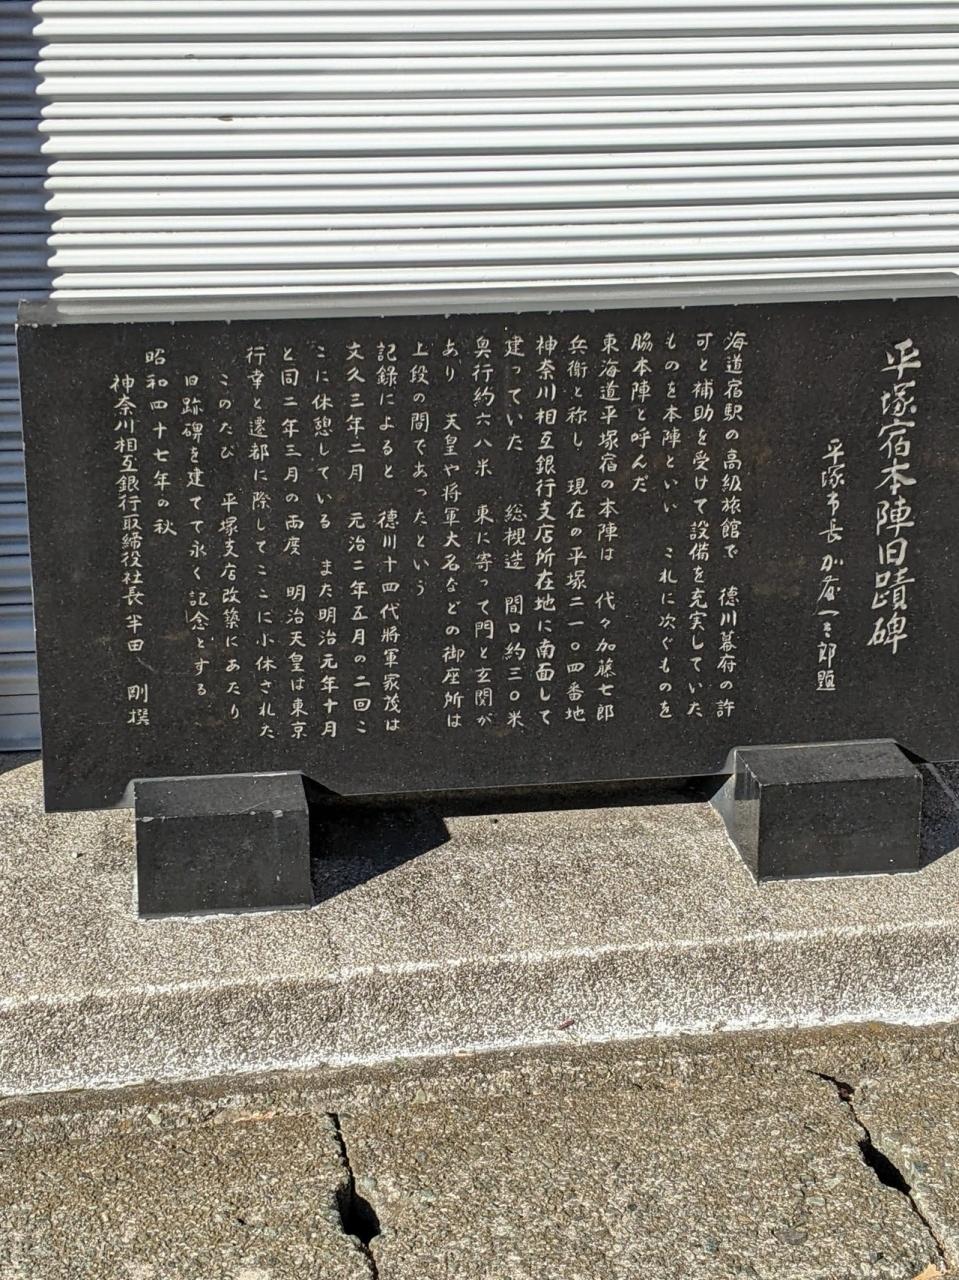 平塚宿本陣旧蹟碑
平塚市長 加藤一太郎題
海道宿駅の高級旅館で 徳川幕府の許
可と補助を受けて設備を充実していた
ものを本陣といい これに次ぐものを
脇本陣と呼んだ
東海道平塚宿の本陣は 代々加藤七郎
兵衛と称し 現在の平塚二一〇四番地
神奈川相互銀行支店所在地に南面して
建っていた 総槻造 間口約三〇米
奥行約六八米 東に寄って門と玄関が
あり 天皇や将軍大名などの御座所は
上段の間であったという
記録によると 徳川十四代將軍家茂は
文久三年二月 元治二年五月の二回こ
こに休憩している また明治元年十月
と同二年三月の両度 明治天皇は東京
行幸と遷都に際してここに小休された
このたび 平塚支店改築にあたり
旧跡碑を建てて永く記念とする
昭和四十七年の秋
神奈川相互銀行取締役社長 半田 剛撰